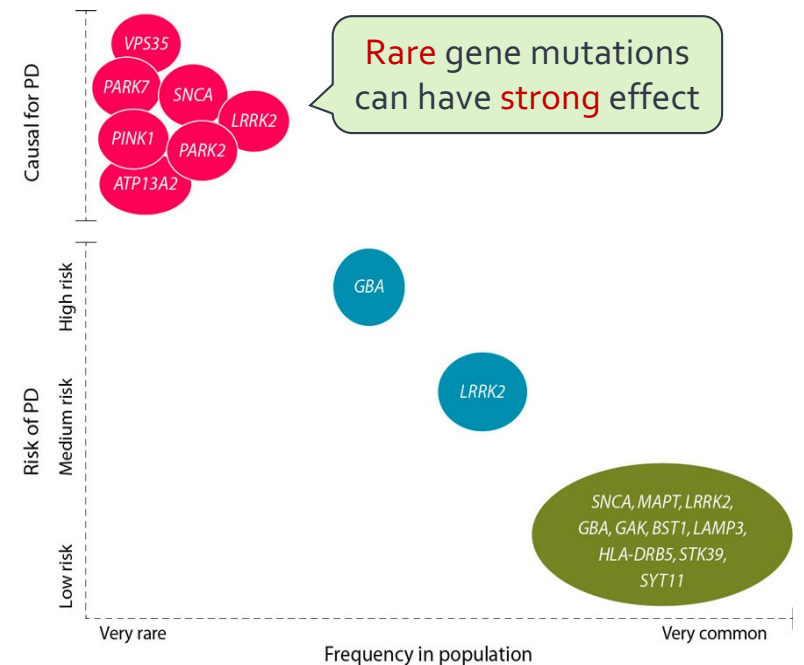 Rare gene mutations
can have strong effect
Causal for PD
VPS35
PARK7
SNCA
LRRK2
PINK1
PARK2
ATP13A2
Risk of PD
High risk
Medium risk
Low risk
GBA
LRRK2
SNCA, MAPT, LRRK2,
GBA, GAK, BST1, LAMP3,
HLA-DRB5, STK39,
SYT11
Very rare
Very common
Frequency in population